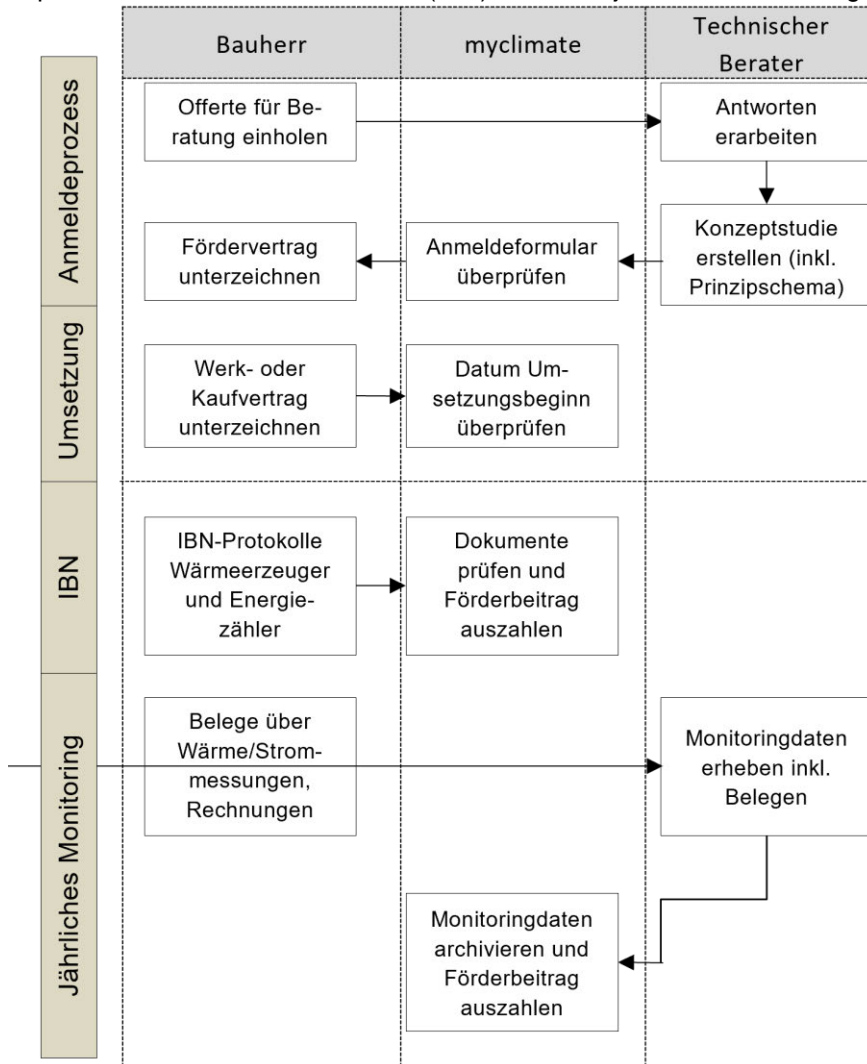 Bauherr
myclimate
Technischer
Berater
Anmeldeprozess
Offerte für Be-
ratung einholen
Antworten
erarbeiten
Fördervertrag
unterzeichnen
Anmeldeformular
überprüfen
Konzeptstudie
erstellen (inkl.
Prinzipschema)
Umsetzung
Werk- oder
Kaufvertrag
unterzeichnen
Datum Um-
setzungsbeginn
überprüfen
IBN
IBN-Protokolle
Wärmeerzeuger
und Energie-
zähler
Dokumente
prüfen und
Förderbeitrag
auszahlen
Jährliches Monitoring
Belege über
Wärme/Strom-
messungen,
Rechnungen
Monitoringdaten
erheben inkl.
Belegen
Monitoringdaten
archivieren und
Förderbeitrag
auszahlen